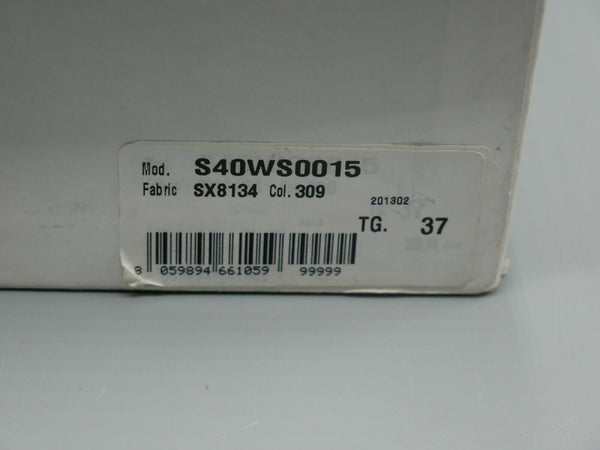 Mod. S40WS0015
Fabric SX8134 Col. 309
201302
TG. 37
8 059894 661059 99999